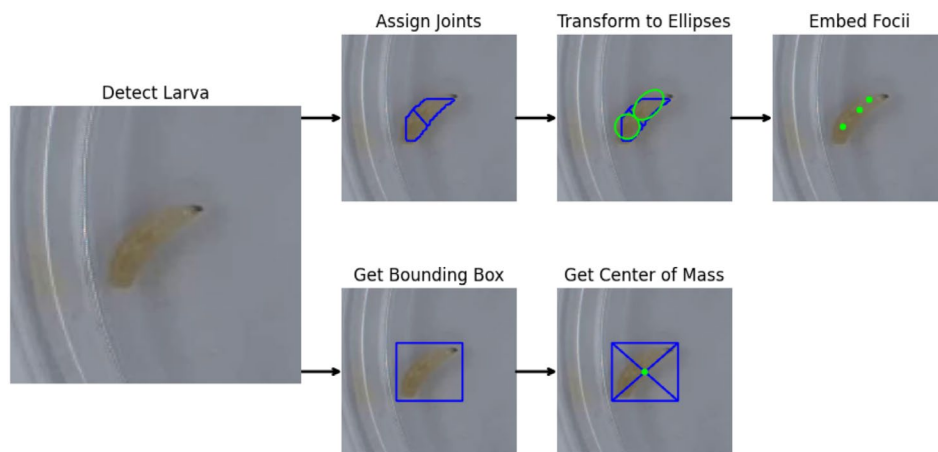 Assign Joints
Transform to Ellipses
Embed Focii
Detect Larva
Get Bounding Box
Get Center of Mass